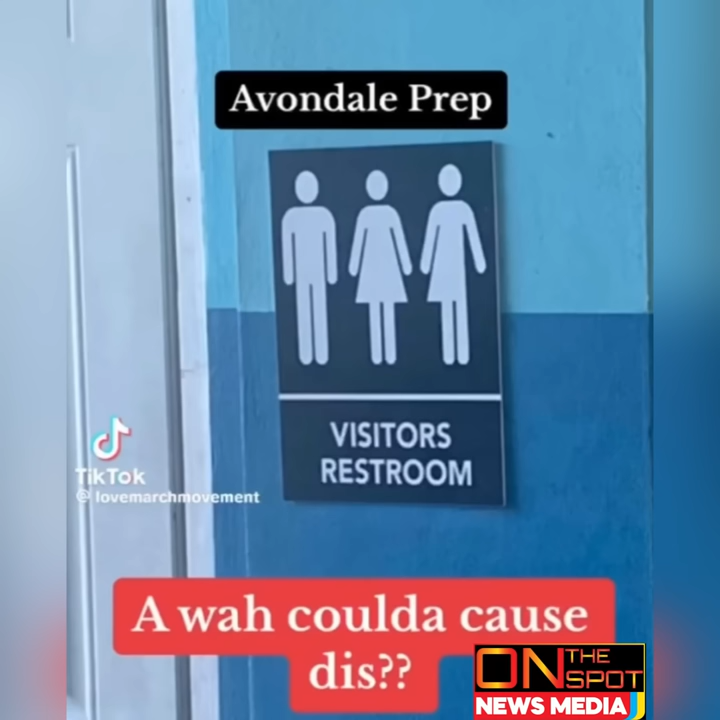 Avondale Prep
VISITORS
RESTROOM
TikTok
@ lovemarchmovement
A wah coulda cause
dis??
ON THE
SPOT
NEWS MEDIA